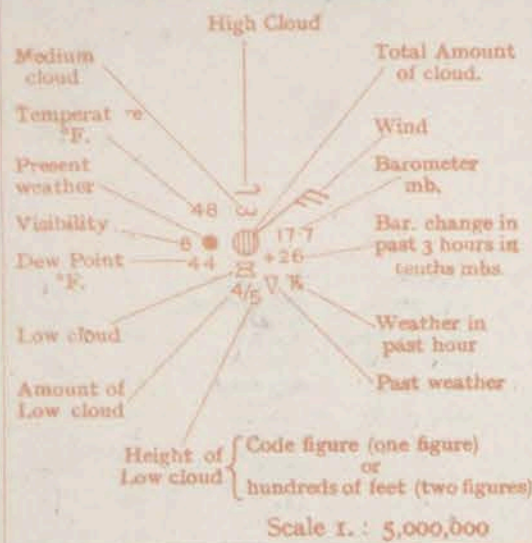 High Cloud
Medium
cloud
Total Amount
of cloud.
Temperat re
°F.
Wind
Present
weather
Barometer
mb.
48
Visibility
6
17.7
Bar. change in
past 3 hours in
tenths mbs.
Dew Point
°F.
44
+26
4/5
Low cloud
Weather in
past hour
Amount of
Low cloud
Past weather
Height of
Low cloud
Code figure (one figure)
or
hundreds of feet (two figures)
Scale 1. : 5,000,000